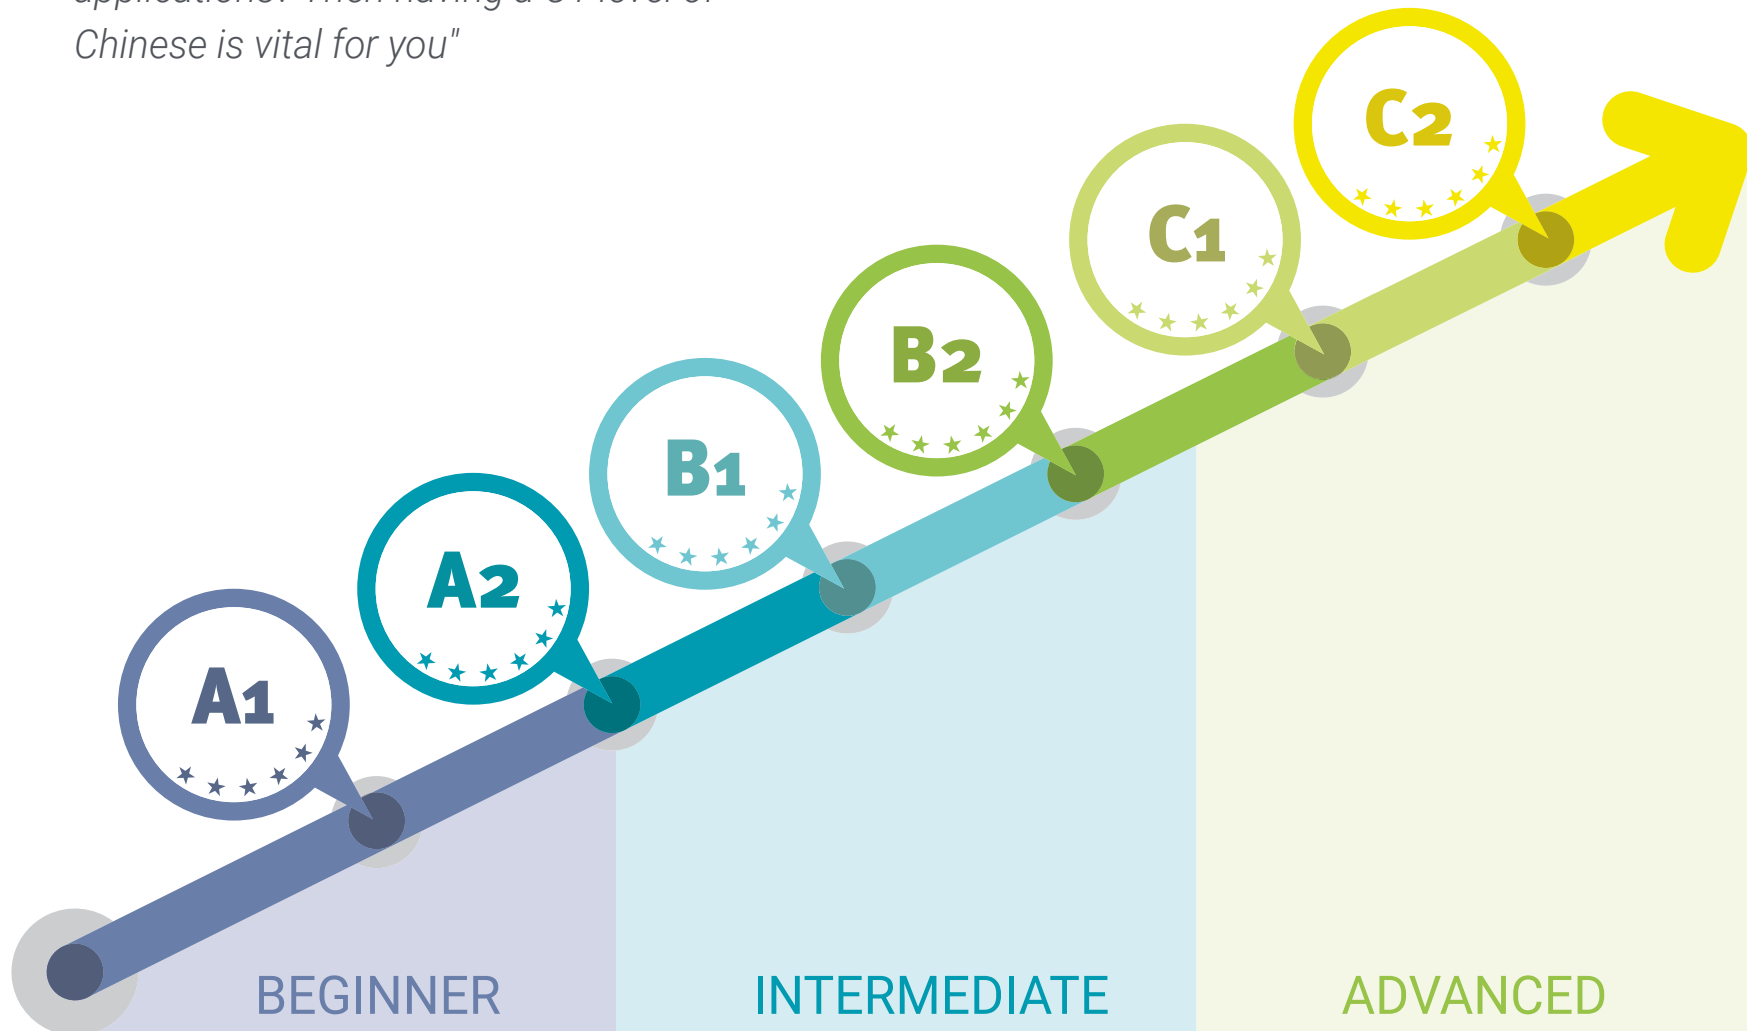 Chinese is vital for you"
C2
C1
B2
B1
A2
A1
BEGINNER INTERMEDIATE ADVANCED